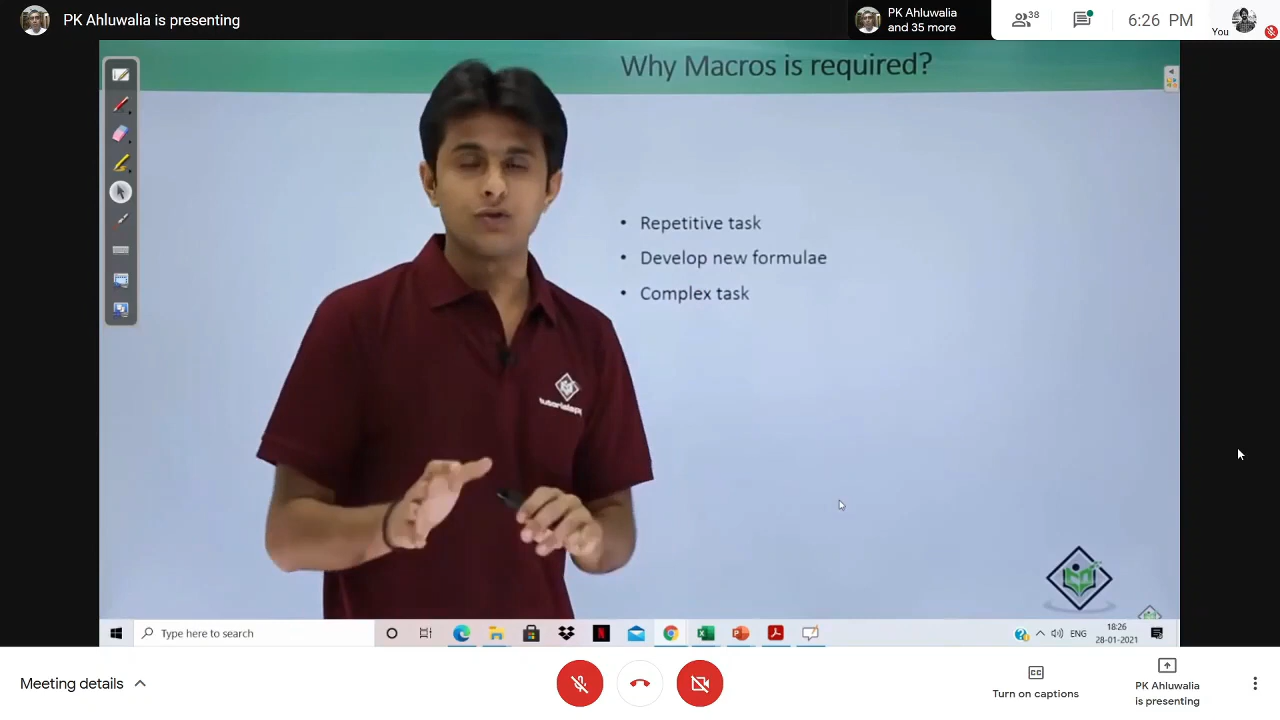 PK Ahluwalia is presenting
PK Ahluwalia
and 35 more
38
6:26 PM
You
Why Macros is required?
• Repetitive task
• Develop new formulae
• Complex task
Type here to search
ENG
18:26
28-01-2021
Meeting details
Turn on captions
PK Ahluwalia
is presenting